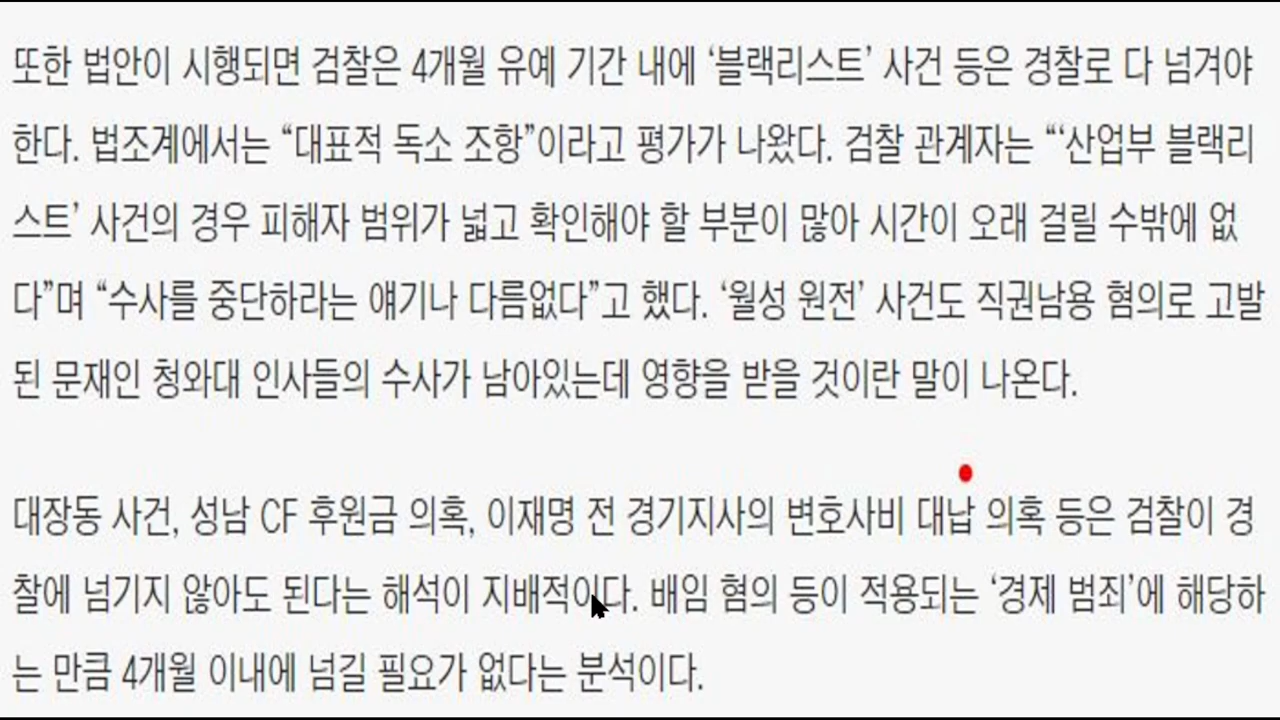 또한 법안이 시행되면 검찰은 4개월 유예 기간 내에 ‘블랙리스트’ 사건 등은 경찰로 다 넘겨야
한다. 법조계에서는 “대표적 독소 조항”이라고 평가가 나왔다. 검찰 관계자는 “‘산업부 블랙리
스트’ 사건의 경우 피해자 범위가 넓고 확인해야 할 부분이 많아 시간이 오래 걸릴 수밖에 없
다”며 “수사를 중단하라는 얘기나 다름없다”고 했다. ‘월성 원전’ 사건도 직권남용 혐의로 고발
된 문재인 청와대 인사들의 수사가 남아있는데 영향을 받을 것이란 말이 나온다.
대장동 사건, 성남 CF 후원금 의혹, 이재명 전 경기지사의 변호사비 대납 의혹 등은 검찰이 경
찰에 넘기지 않아도 된다는 해석이 지배적이다. 배임 혐의 등이 적용되는 ‘경제 범죄’에 해당하
는 만큼 4개월 이내에 넘길 필요가 없다는 분석이다.